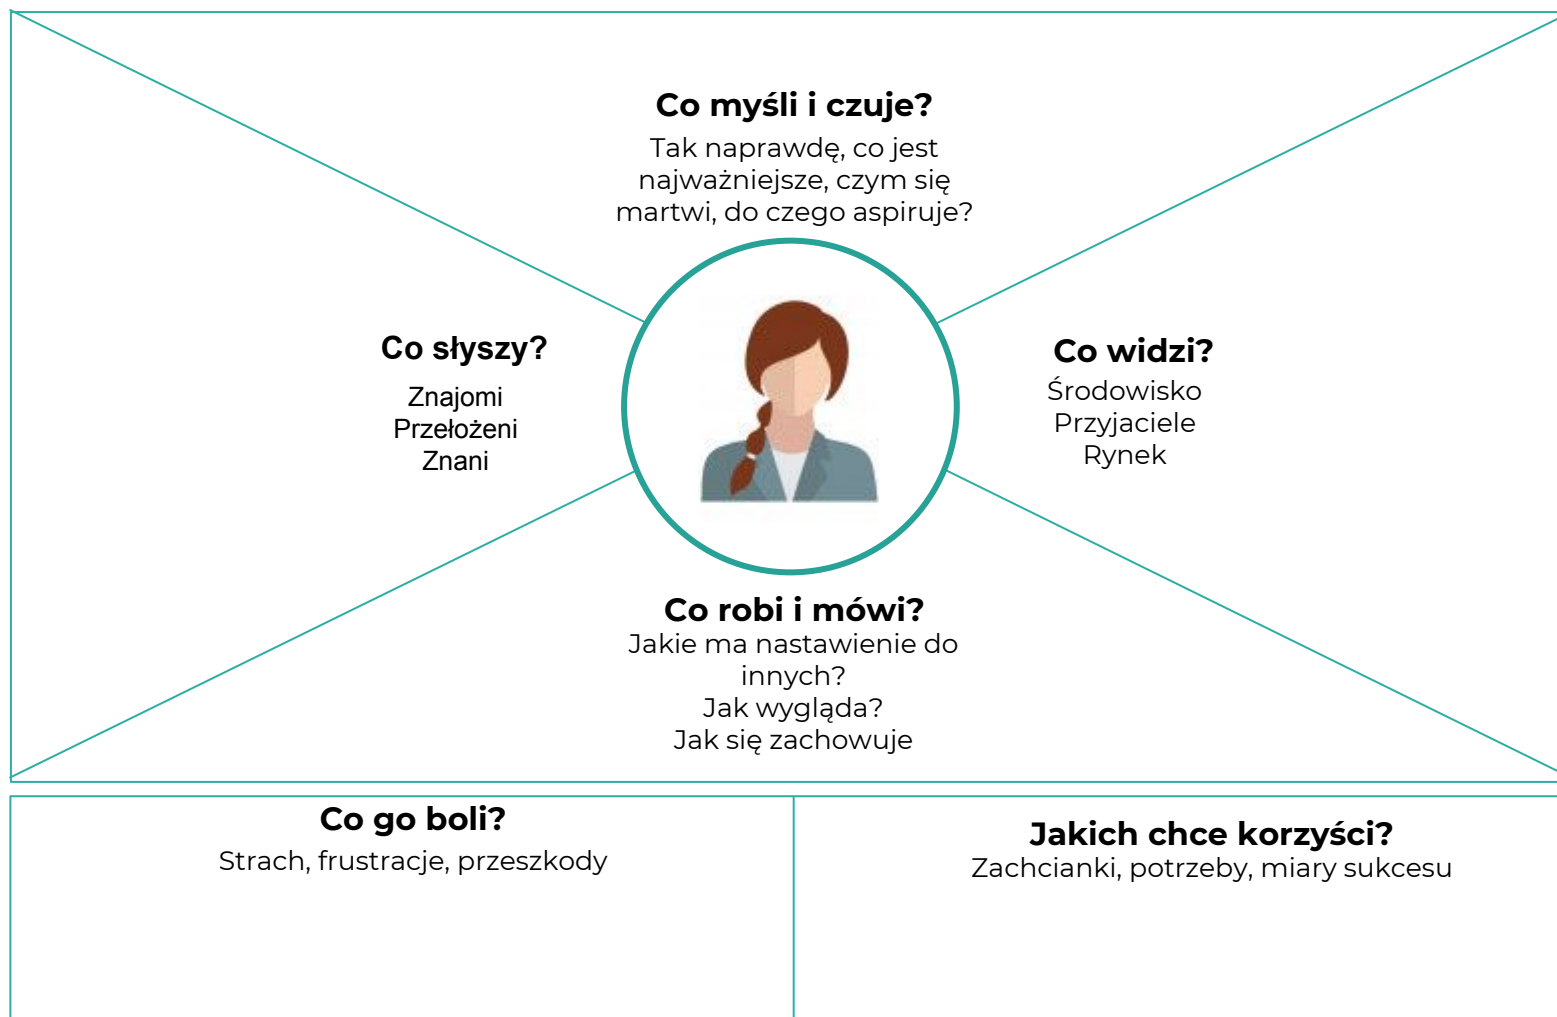 Co myśli i czuje?
Tak naprawdę, co jest
najważniejsze, czym się
martwi, do czego aspiruje?
Co słyszy?
Znajomi
Przełożeni
Znani
Co widzi?
Środowisko
Przyjaciele
Rynek
Co robi i mówi?
Jakie ma nastawienie do
innych?
Jak wygląda?
Jak się zachowuje
Co go boli?
Strach, frustracje, przeszkody
Jakich chce korzyści?
Zachcianki, potrzeby, miary sukcesu